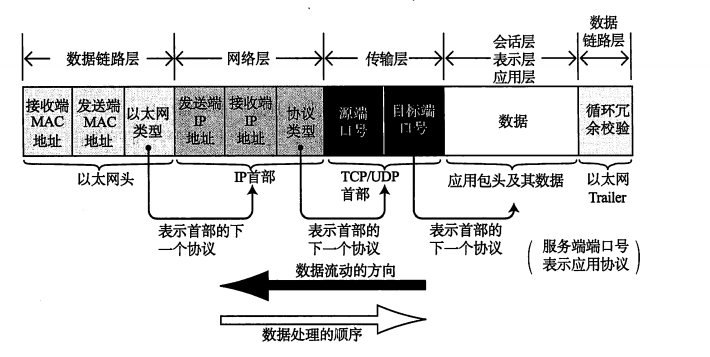 数据
链路层
数据链路层
网络层
传输层
会话层
表示层
应用层
接收端
MAC
地址
发送端
MAC
地址
以太网
类型
发送端
IP
地址
接收端
IP
地址
协议
类型
源端
口号
目标端
口号
数据
循环冗
余校验
以太网头
IP首部
TCP/UDP
首部
应用包头及其数据
以太网
Trailer
表示首部的下
一个协议
表示首部的
下一个协议
表示首部的
下一个协议
服务端端口号
表示应用协议
数据流动的方向
数据处理的顺序